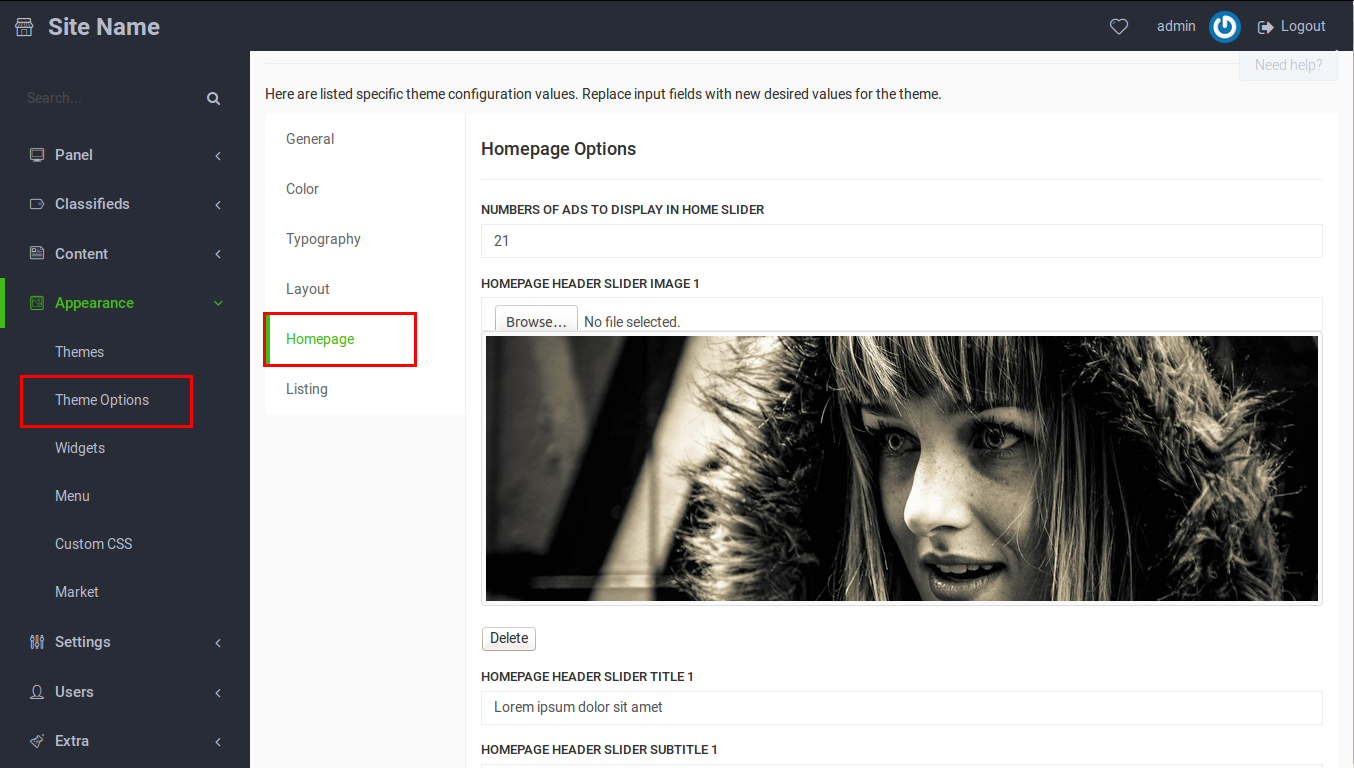 Site Name
admin
Logout
Need help?
Search...
Panel
Classifieds
Content
Appearance
Themes
Theme Options
Widgets
Menu
Custom CSS
Market
Settings
Users
Extra
Here are listed specific theme configuration values. Replace input fields with new desired values for the theme.
General
Color
Typography
Layout
Homepage
Listing
Homepage Options
NUMBERS OF ADS TO DISPLAY IN HOME SLIDER
21
HOMEPAGE HEADER SLIDER IMAGE 1
Browse... No file selected.
Delete
HOMEPAGE HEADER SLIDER TITLE 1
Lorem ipsum dolor sit amet
HOMEPAGE HEADER SLIDER SUBTITLE 1